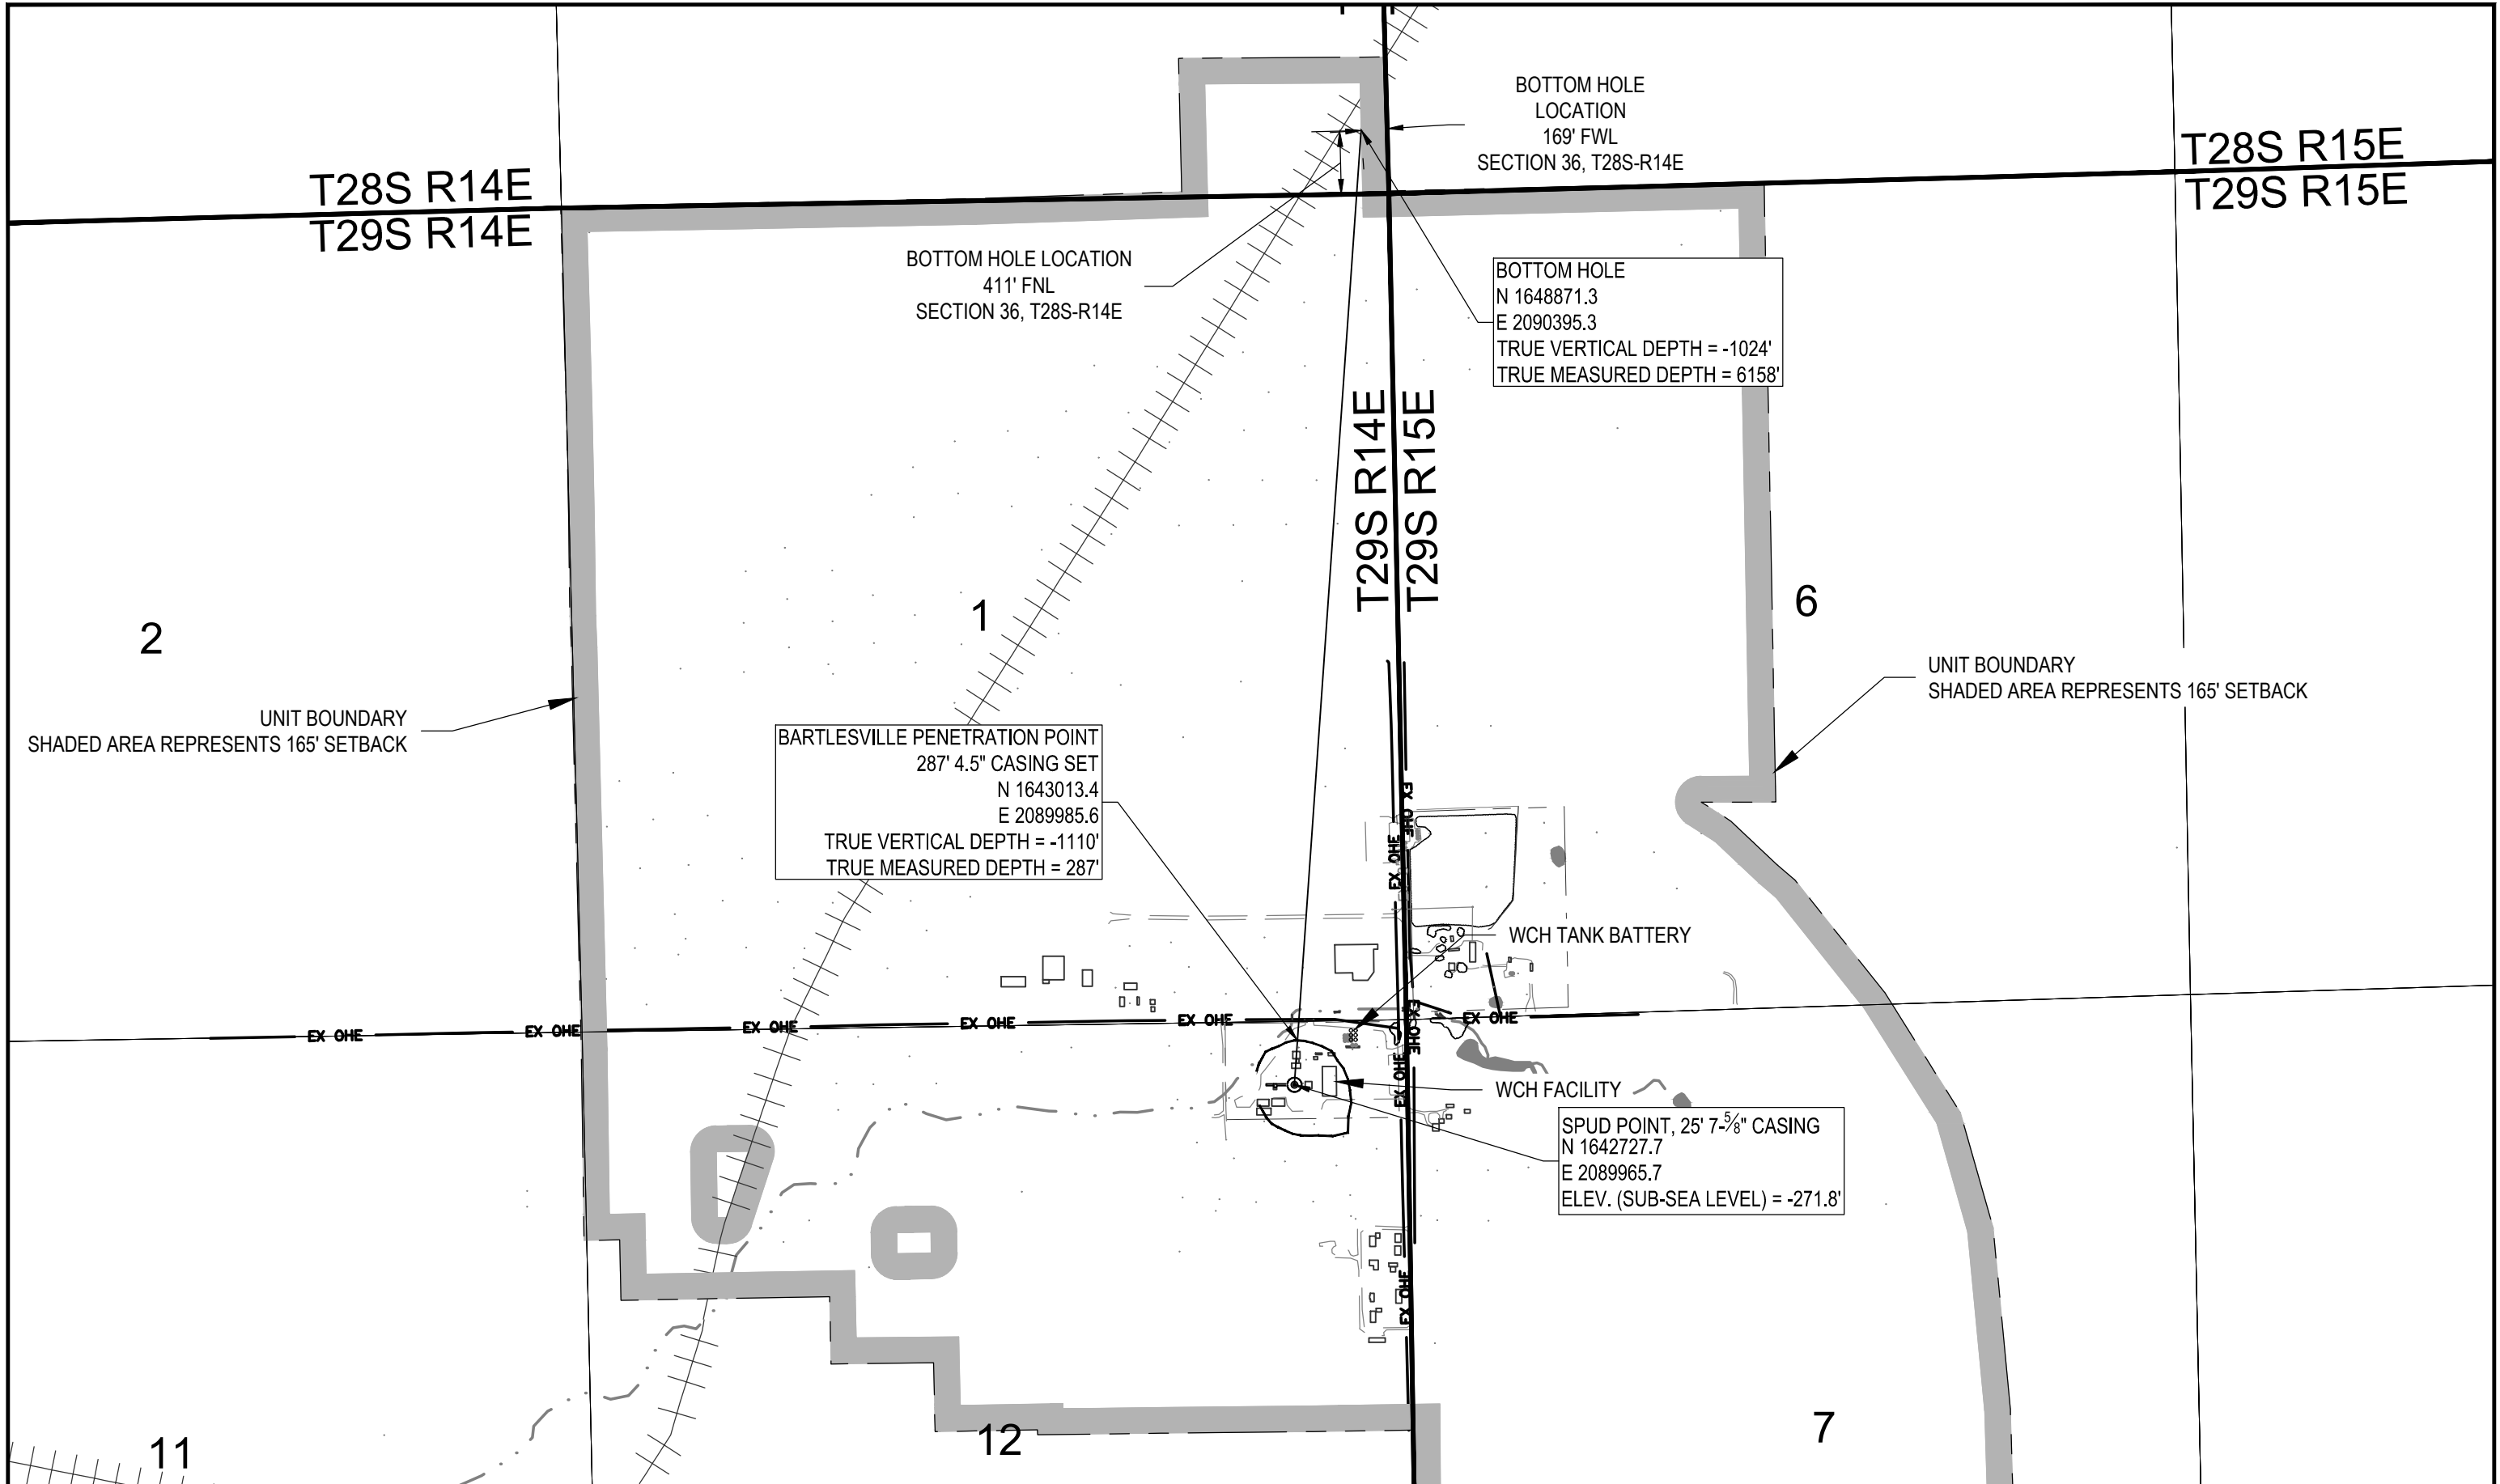 BOTTOM HOLE
LOCATION
169' FWL
SECTION 36, T28S-R14E
T28S R14E
T29S R14E
T28S R15E
T29S R15E
BOTTOM HOLE LOCATION
411' FNL
SECTION 36, T28S-R14E
BOTTOM HOLE
N 1648871.3
E 2090395.3
TRUE VERTICAL DEPTH = -1024'
TRUE MEASURED DEPTH = 6158'
T29S R14E
T29S R15E
2
1
6
UNIT BOUNDARY
SHADED AREA REPRESENTS 165' SETBACK
UNIT BOUNDARY
SHADED AREA REPRESENTS 165' SETBACK
BARTLESVILLE PENETRATION POINT
287' 4.5" CASING SET
N 1643013.4
E 2089985.6
TRUE VERTICAL DEPTH = -1110'
TRUE MEASURED DEPTH = 287'
EX OHE
EX OHE
WCH TANK BATTERY
EX OHE
EX OHE
EX OHE
EX OHE
EX OHE
EX OHE
EX OHE
EX OHE
WCH FACILITY
SPUD POINT, 25' 7-5⁄8" CASING
N 1642727.7
E 2089965.7
ELEV. (SUB-SEA LEVEL) = -271.8'
EX OHE
11
12
7